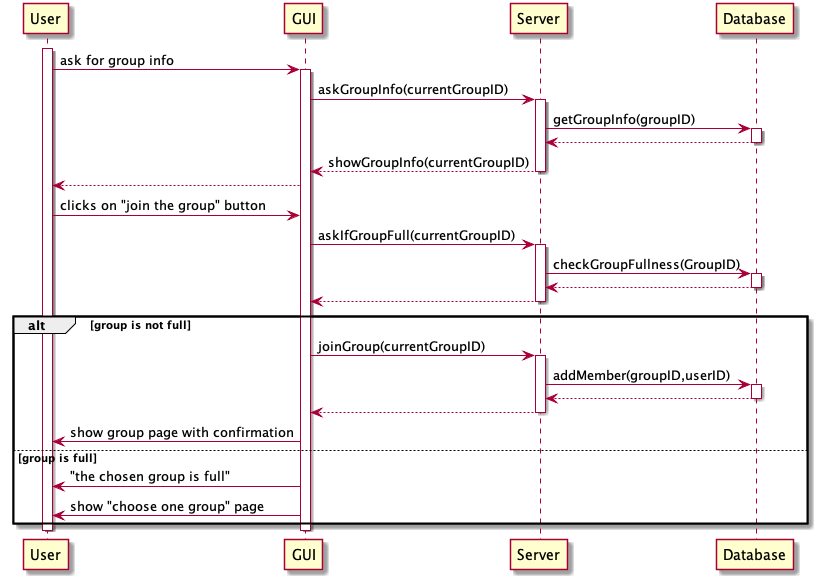 User GUI Server Database
ask for group info
askGroupInfo(currentGroupID)
getGroupInfo(groupID)
showGroupInfo(currentGroupID)
clicks on "join the group" button
askIfGroupFull(currentGroupID)
checkGroupFullness(GroupID)
alt [group is not full]
joinGroup(currentGroupID)
addMember(groupID,userID)
show group page with confirmation
[group is full]
"the chosen group is full"
show "choose one group" page
User GUI Server Database